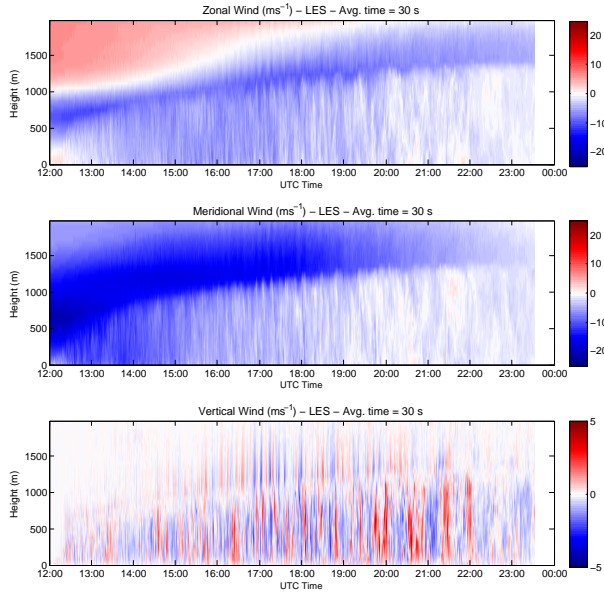 Zonal Wind (ms⁻¹) − LES − Avg. time = 30 s
Height (m)
1500
1000
500
0
12:00 13:00 14:00 15:00 16:00 17:00 18:00 19:00 20:00 21:00 22:00 23:00 00:00
UTC Time
20
10
0
−10
−20
Meridional Wind (ms⁻¹) − LES − Avg. time = 30 s
Height (m)
1500
1000
500
0
12:00 13:00 14:00 15:00 16:00 17:00 18:00 19:00 20:00 21:00 22:00 23:00 00:00
UTC Time
20
10
0
−10
−20
Vertical Wind (ms⁻¹) − LES − Avg. time = 30 s
Height (m)
1500
1000
500
0
12:00 13:00 14:00 15:00 16:00 17:00 18:00 19:00 20:00 21:00 22:00 23:00 00:00
UTC Time
5
0
−5